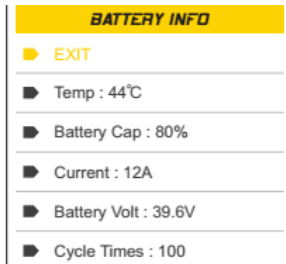 BATTERY INFO
EXIT
Temp : 44℃
Battery Cap : 80%
Current : 12A
Battery Volt : 39.6V
Cycle Times : 100